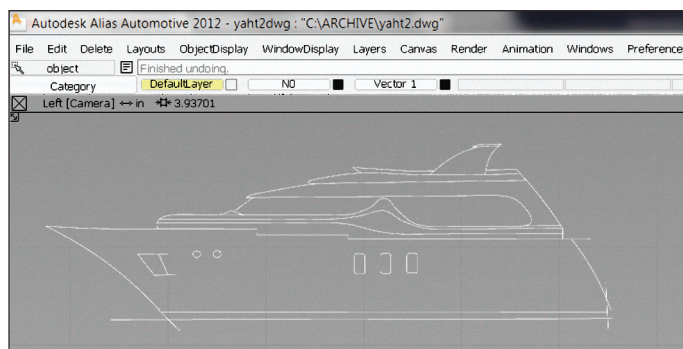 Autodesk Alias Automotive 2012 - yaht2dwg : "C:\ARCHIVE\yaht2.dwg"
File Edit Delete Layouts ObjectDisplay WindowDisplay Layers Canvas Render Animation Windows Preference
object Finished undoing.
Category DefaultLayer N0 Vector 1
Left [Camera] ↔ in 3.93701